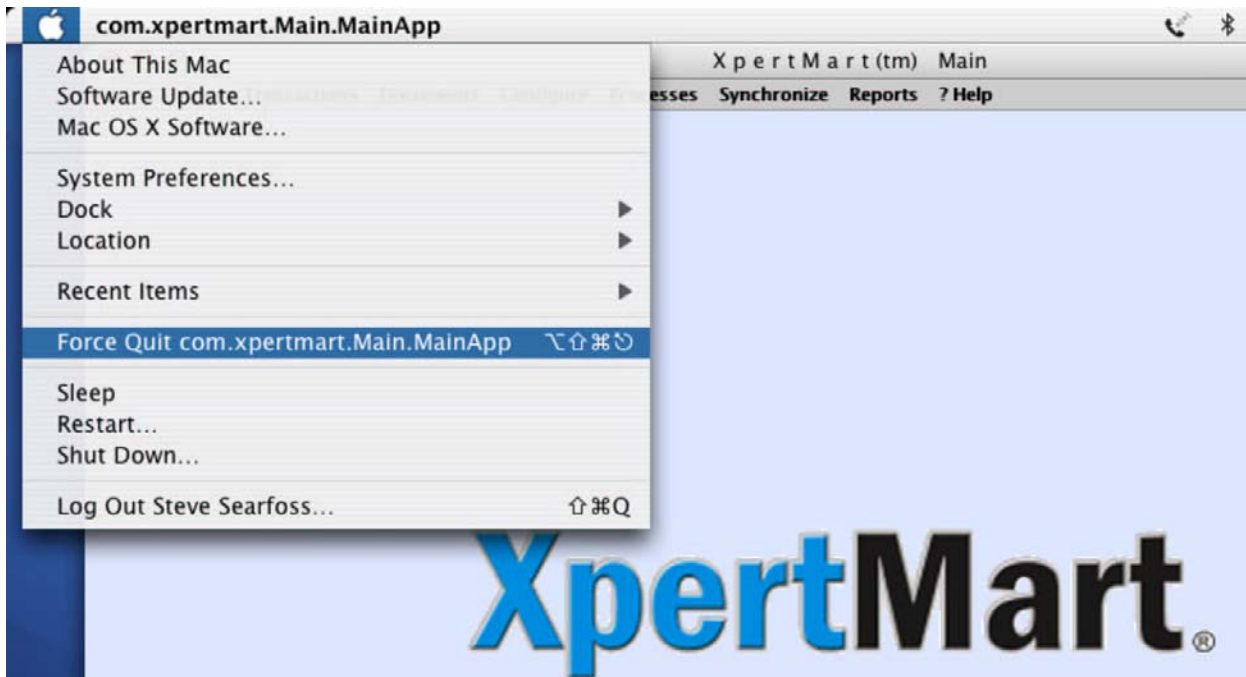 com.xpertmart.Main.MainApp
About This Mac
XpertMart(tm) Main
Software Update...
esses Synchronize Reports ? Help
Mac OS X Software...
System Preferences...
Dock
Location
Recent Items
Force Quit com.xpertmart.Main.MainApp ⌥⇧⌘⎋
Sleep
Restart...
Shut Down...
Log Out Steve Searfoss... ⇧⌘Q
XpertMart®